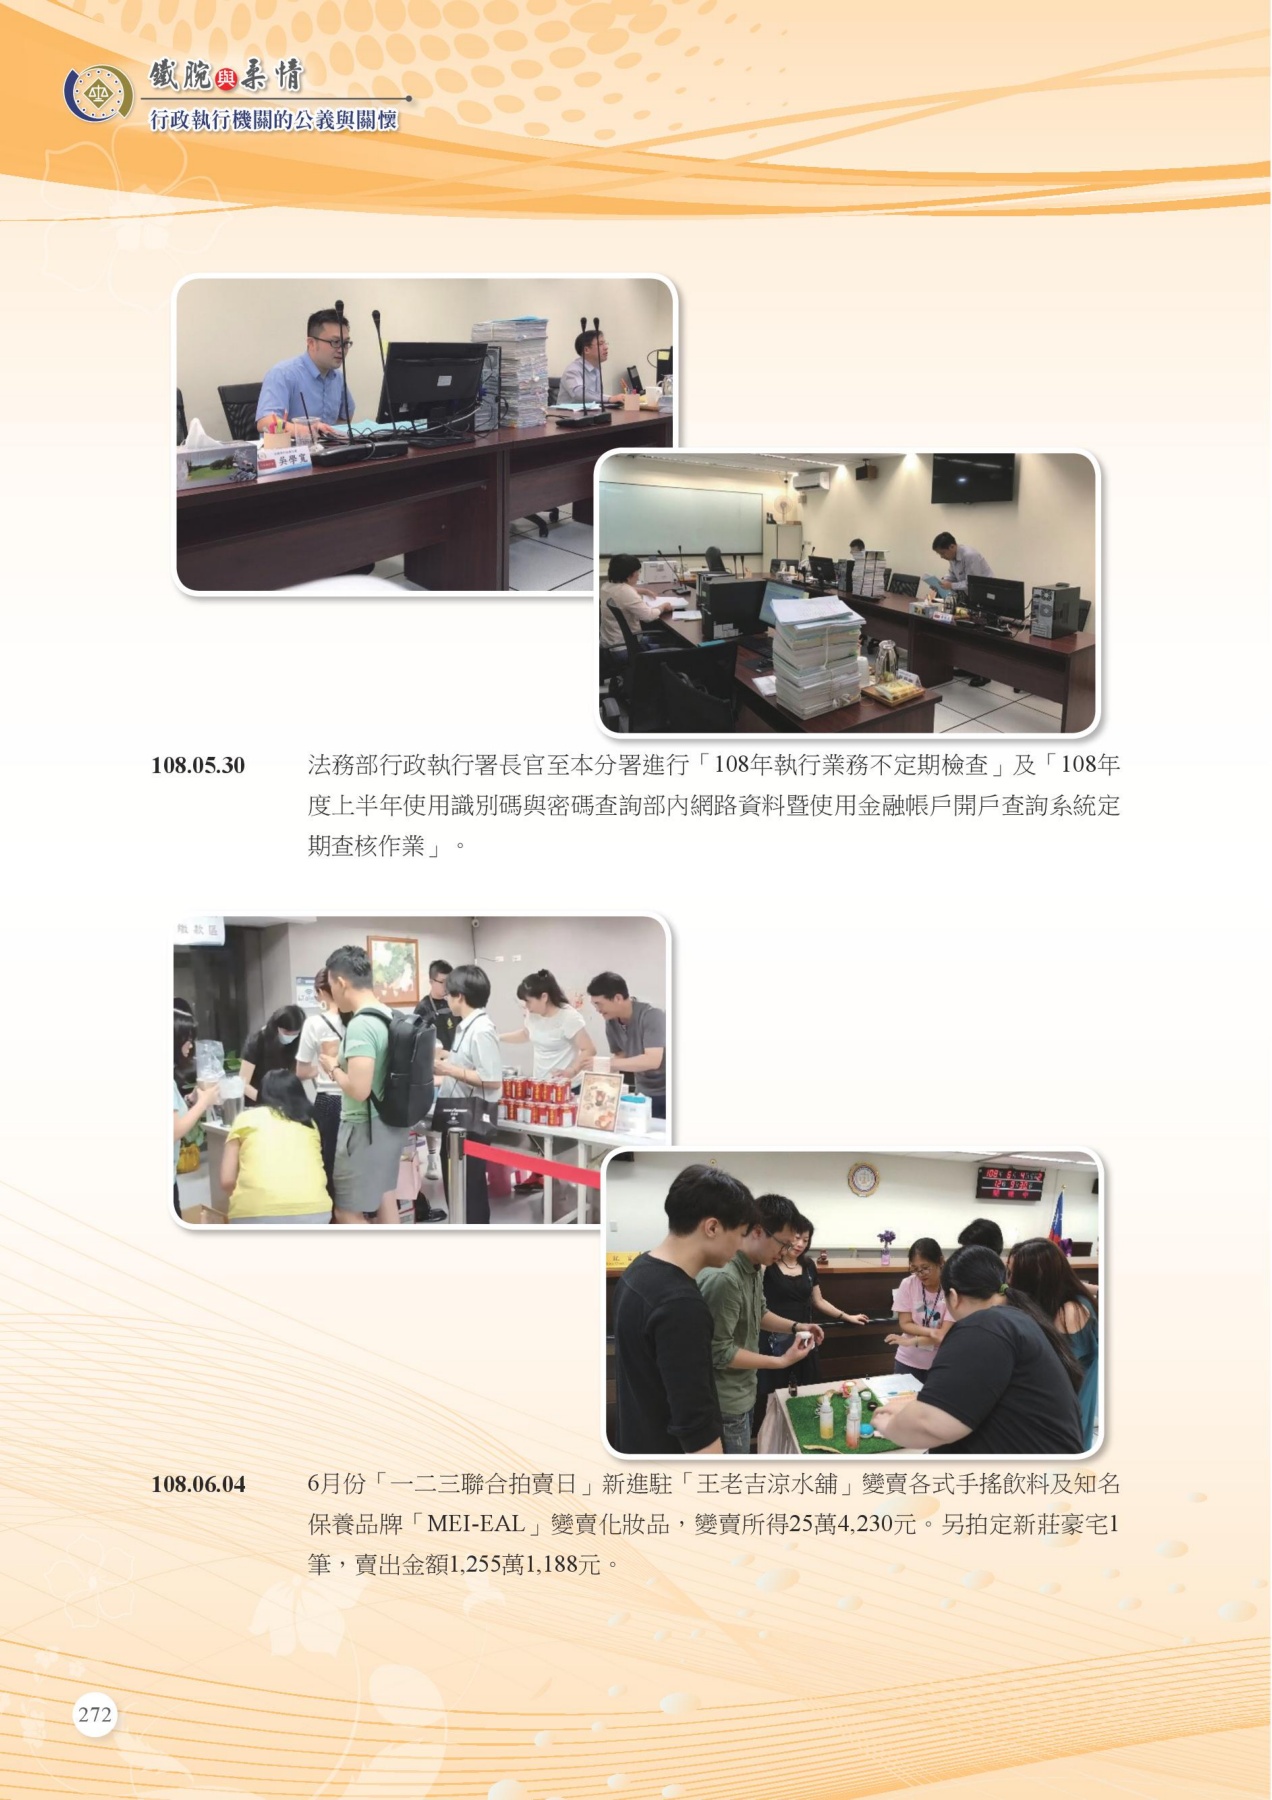 鐵腕與柔情
行政執行機關的公義與關懷
吳學寬
108.05.30
法務部行政執行署長官至本分署進行「108年執行業務不定期檢查」及「108年
度上半年使用識別碼與密碼查詢部內網路資料暨使用金融帳戶開戶查詢系統定
期查核作業」。
繳款區
108.06.04
6月份「一二三聯合拍賣日」新進駐「王老吉涼水舖」變賣各式手搖飲料及知名
保養品牌「MEI-EAL」變賣化妝品，變賣所得25萬4,230元。另拍定新莊豪宅1
筆，賣出金額1,255萬1,188元。
272